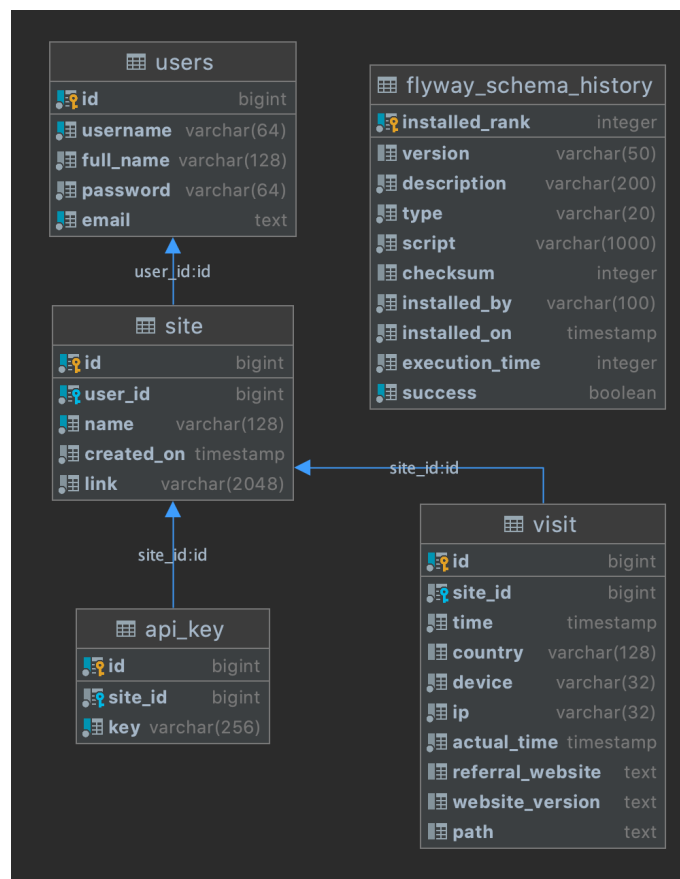 users
id bigint
username varchar(64)
full_name varchar(128)
password varchar(64)
email text
user_id:id
site
id bigint
user_id bigint
name varchar(128)
created_on timestamp
link varchar(2048)
site_id:id
api_key
id bigint
site_id bigint
key varchar(256)
flyway_schema_history
installed_rank integer
version varchar(50)
description varchar(200)
type varchar(20)
script varchar(1000)
checksum integer
installed_by varchar(100)
installed_on timestamp
execution_time integer
success boolean
site_id:id
visit
id bigint
site_id bigint
time timestamp
country varchar(128)
device varchar(32)
ip varchar(32)
actual_time timestamp
referral_website text
website_version text
path text